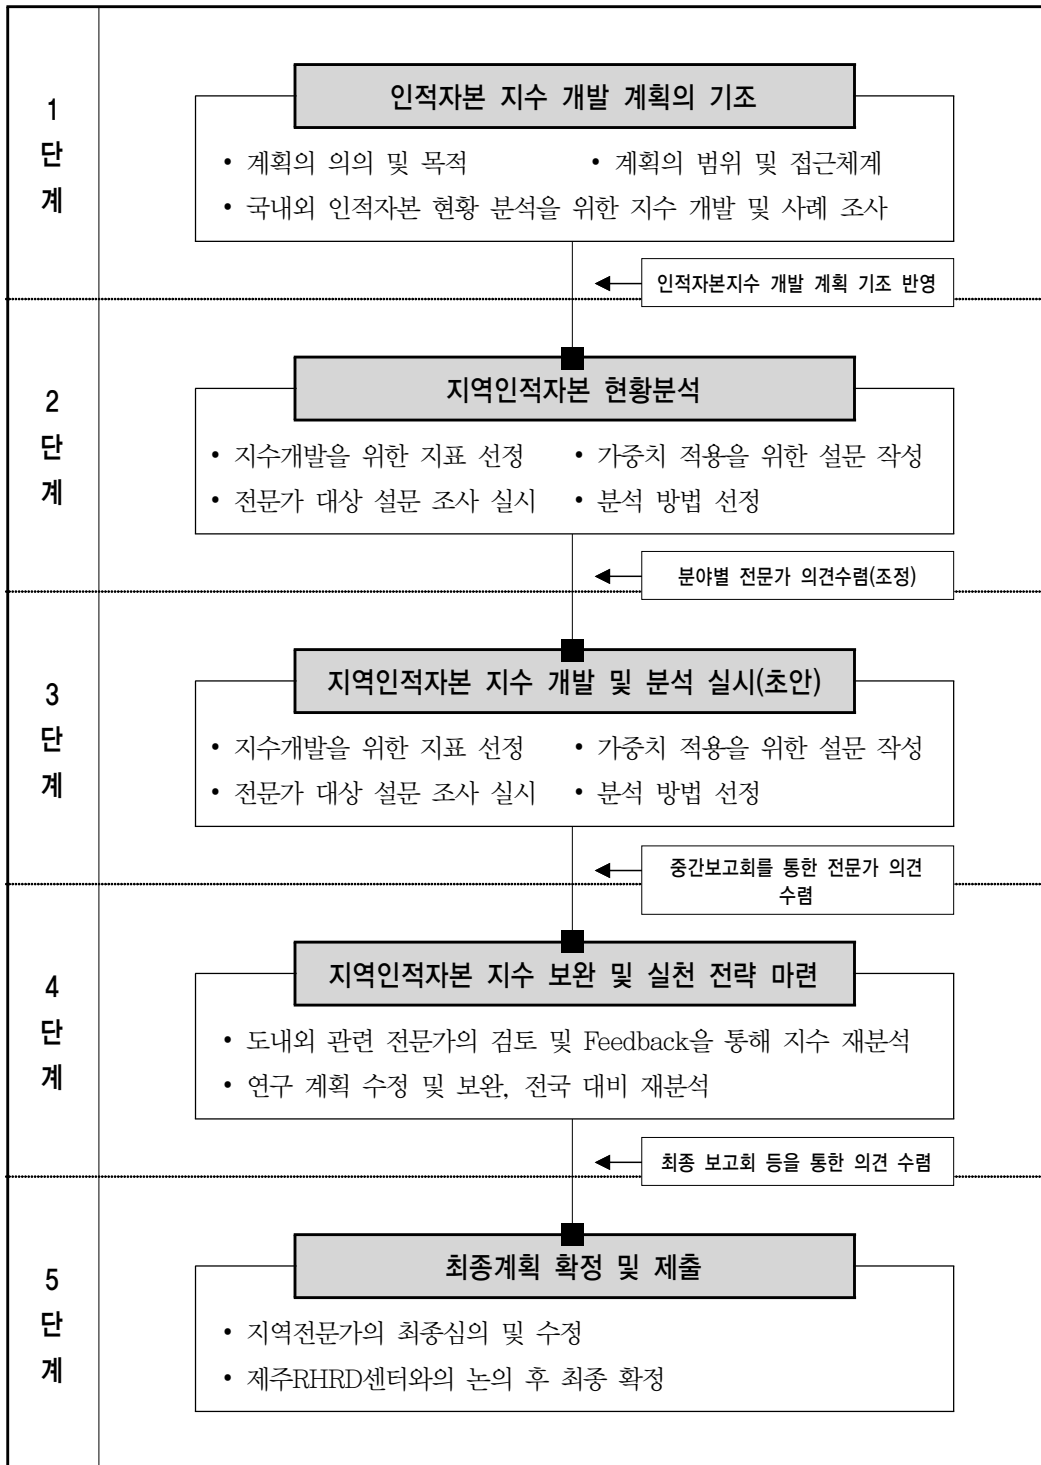 1
단
계
인적자본 지수 개발 계획의 기조
• 계획의 의의 및 목적 • 계획의 범위 및 접근체계
• 국내외 인적자본 현황 분석을 위한 지수 개발 및 사례 조사
인적자본지수 개발 계획 기조 반영
2
단
계
지역인적자본 현황분석
• 지수개발을 위한 지표 선정 • 가중치 적용을 위한 설문 작성
• 전문가 대상 설문 조사 실시 • 분석 방법 선정
분야별 전문가 의견수렴(조정)
3
단
계
지역인적자본 지수 개발 및 분석 실시(초안)
• 지수개발을 위한 지표 선정 • 가중치 적용을 위한 설문 작성
• 전문가 대상 설문 조사 실시 • 분석 방법 선정
중간보고회를 통한 전문가 의견
수렴
4
단
계
지역인적자본 지수 보완 및 실천 전략 마련
• 도내외 관련 전문가의 검토 및 Feedback을 통해 지수 재분석
• 연구 계획 수정 및 보완, 전국 대비 재분석
최종 보고회 등을 통한 의견 수렴
5
단
계
최종계획 확정 및 제출
• 지역전문가의 최종심의 및 수정
• 제주RHRD센터와의 논의 후 최종 확정